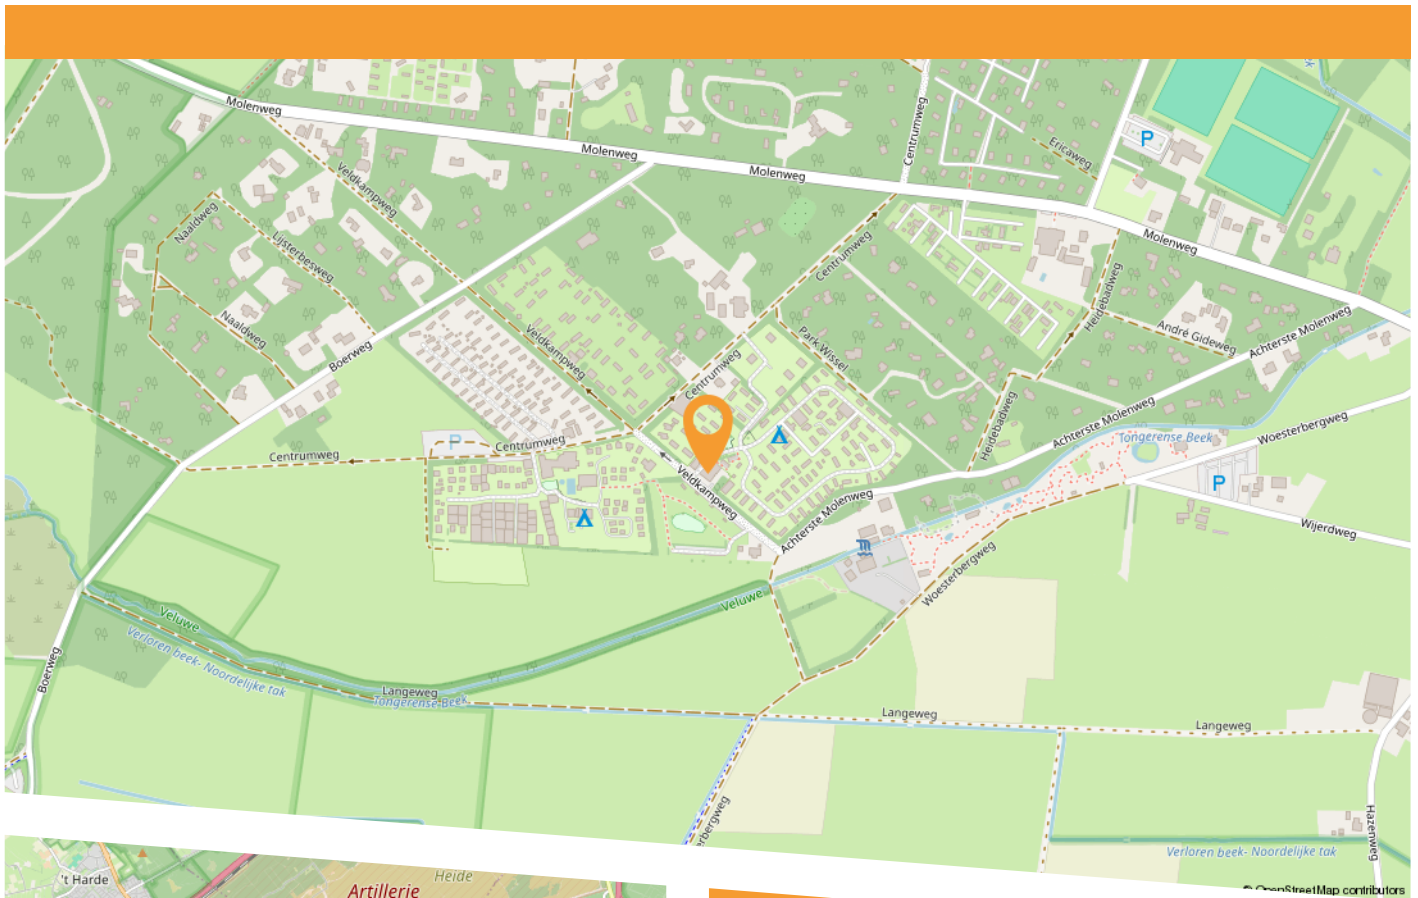 Molenweg
Molenweg
Molenweg
Centrumweg
Ericaweg
P
Veldkampweg
Naaldweg
Lijsterbesweg
Molenweg
Centrumweg
Heidebadweg
Naaldweg
Boerweg
Veldkampweg
Park Wissel
André Gideweg
Achterste Molenweg
Centrumweg
Heidebadweg
Achterste Molenweg
Tongerense Beek
Woesterbergweg
P
Centrumweg
Centrumweg
Veldkampweg
Achterste Molenweg
P
Wijerdweg
Woesterbergweg
Veluwe
Veluwe
Verloren beek- Noordelijke tak
Boerweg
Langeweg
Tongerense Beek
Langeweg
Langeweg
erbergweg
Hazenweg
Verloren beek- Noordelijke tak
't Harde
Heide
Artillerie
© OpenStreetMap contributors